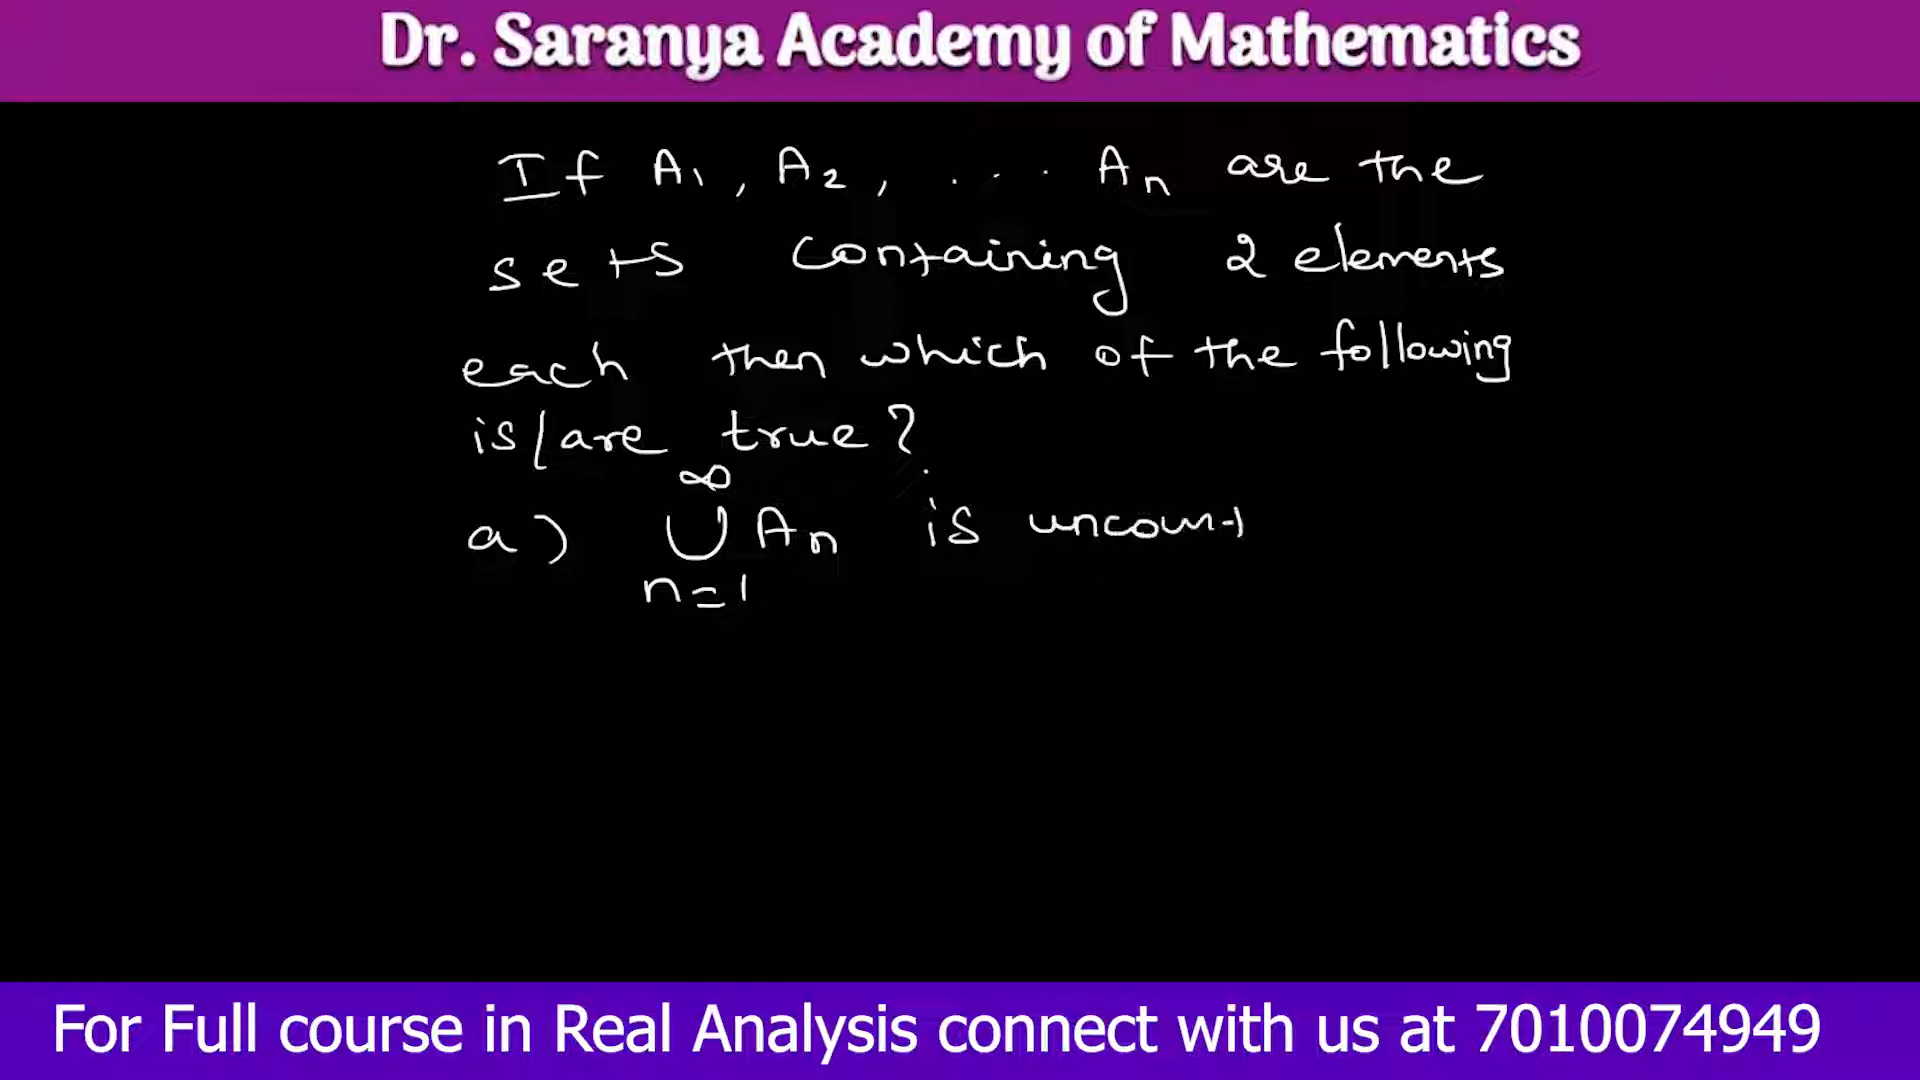 Dr. Saranya Academy of Mathematics
If A1, A2, .... An are the
sets containing 2 elements
each then which of the following
is/are true?
∞
a) ∪ An is uncount
n=1
For Full course in Real Analysis connect with us at 7010074949